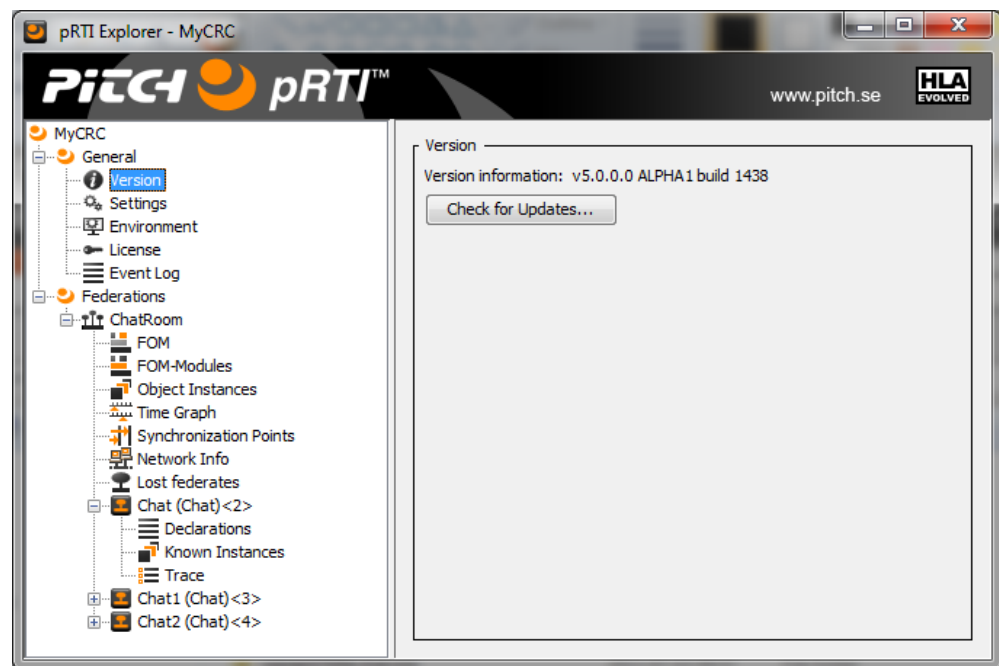 pRTI Explorer - MyCRC
PITCH pRTI™
www.pitch.se
HLA
EVOLVED
MyCRC
General
Version
Settings
Environment
License
Event Log
Federations
ChatRoom
FOM
FOM-Modules
Object Instances
Time Graph
Synchronization Points
Network Info
Lost federates
Chat (Chat)<2>
Declarations
Known Instances
Trace
Chat1 (Chat)<3>
Chat2 (Chat)<4>
Version
Version information: v5.0.0.0 ALPHA1 build 1438
Check for Updates...